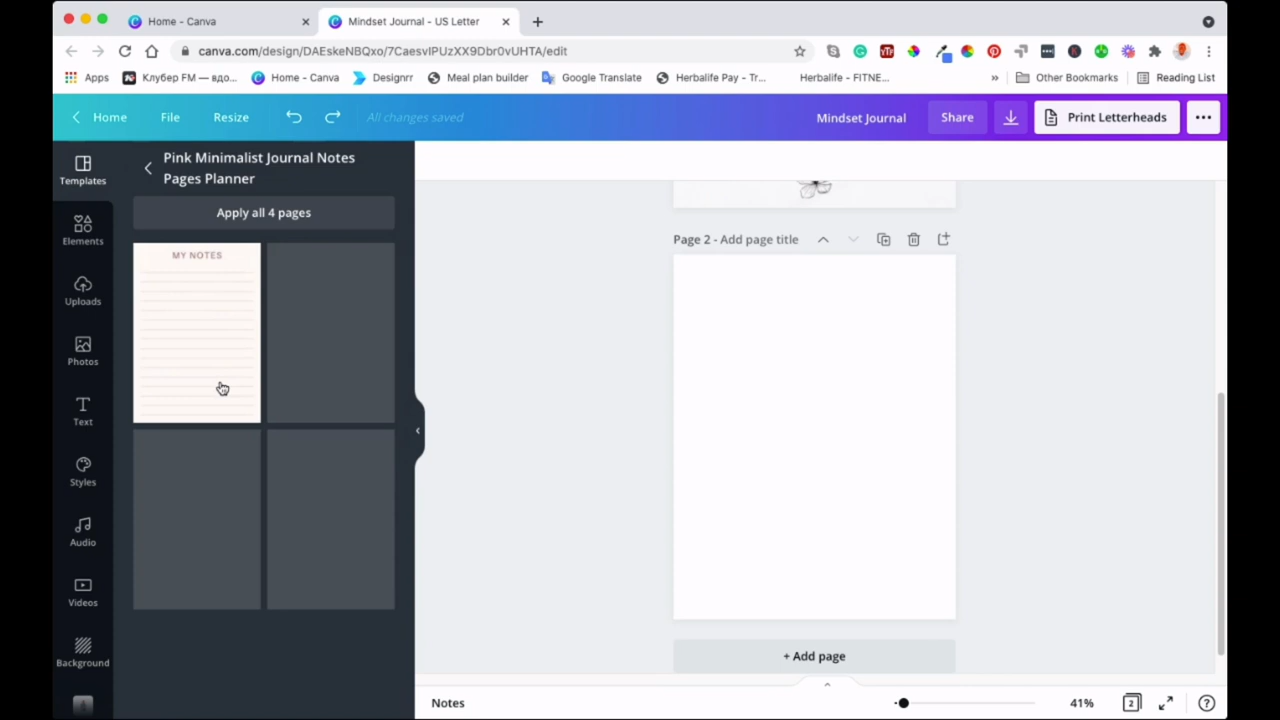 Home - Canva
Mindset Journal - US Letter
canva.com/design/DAEskeNBQxo/7CaesvIPUzXX9Dbr0vUHTA/edit
Apps
Клубер FM — вдо...
Home - Canva
Designrr
Meal plan builder
Google Translate
Herbalife Pay - Tr...
Herbalife - FITNE...
»
Other Bookmarks
Reading List
Home
File
Resize
All changes saved
Mindset Journal
Share
Print Letterheads
Templates
Elements
Uploads
Photos
Text
Styles
Audio
Videos
Background
Pink Minimalist Journal Notes
Pages Planner
Apply all 4 pages
MY NOTES
Page 2 - Add page title
+ Add page
Notes
41%
2